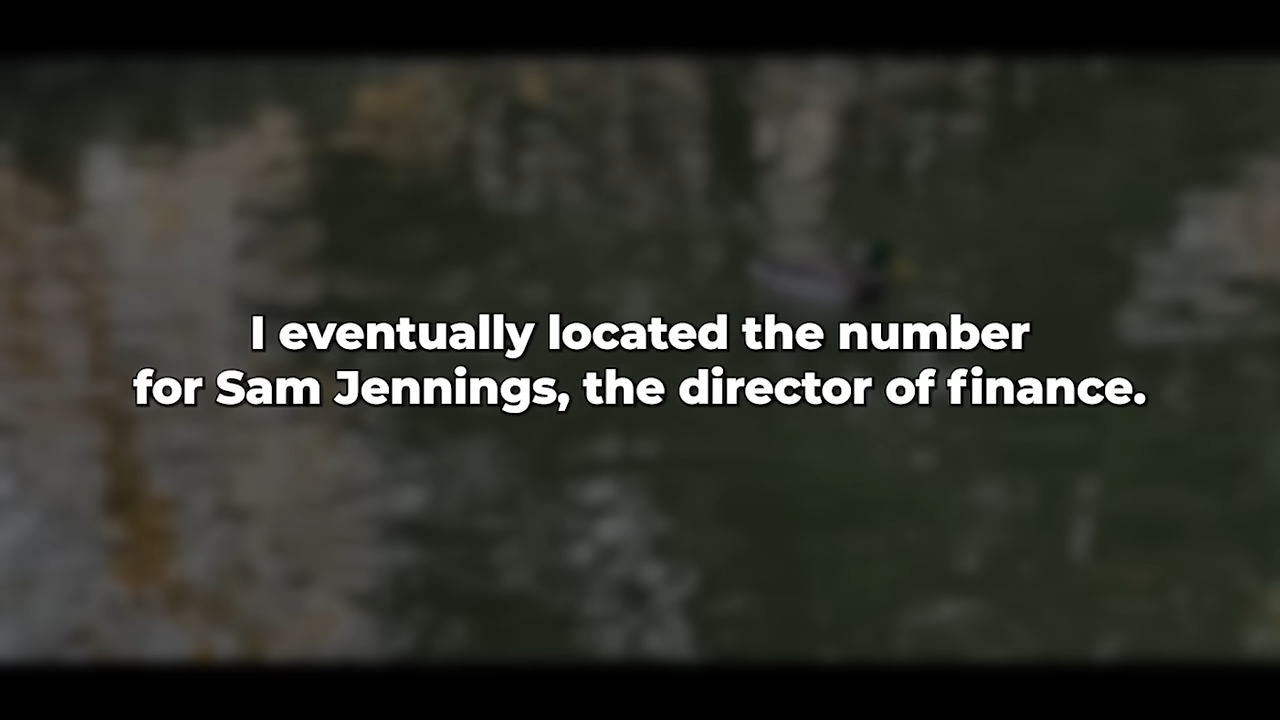 I eventually located the number
for Sam Jennings, the director of finance.